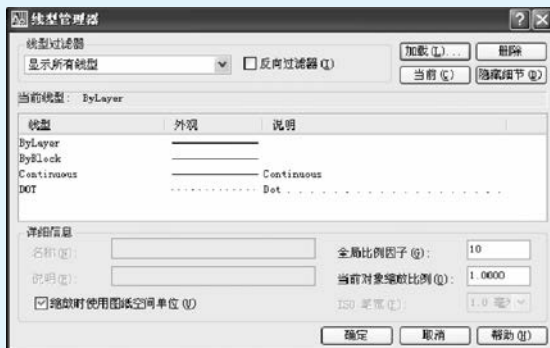 线型管理器
线型过滤器
显示所有线型
反向过滤器(I)
加载(L)... 删除
当前(C) 隐藏细节(D)
当前线型: ByLayer
线型 外观 说明
ByLayer
ByBlock
Continuous Continuous
DOT Dot . . . . . . . . . . . . . . . . . . .
详细信息
名称(N): 全局比例因子(G): 10
说明(E): 当前对象缩放比例(O): 1.0000
缩放时使用图纸空间单位(U) ISO 笔宽(P): 1.0 毫米
确定 取消 帮助(H)